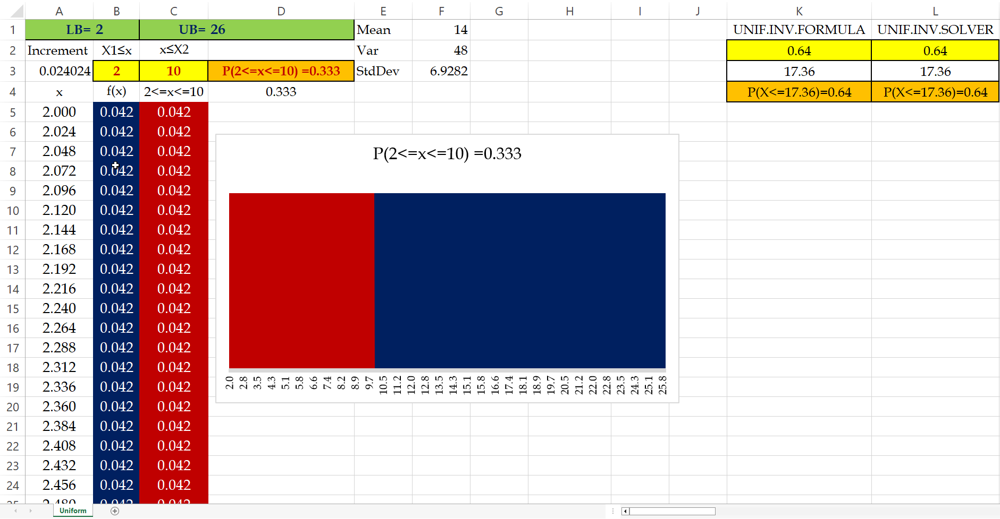 A B C D E F G H I J K L
1 LB= 2 UB= 26 Mean 14 UNIF.INV.FORMULA UNIF.INV.SOLVER
2 Increment X1≤x x≤X2 Var 48 0.64 0.64
3 0.024024 2 10 P(2<=x<=10) =0.333 StdDev 6.9282 17.36 17.36
4 x f(x) 2<=x<=10 0.333 P(X<=17.36)=0.64 P(X<=17.36)=0.64
5 2.000 0.042 0.042
6 2.024 0.042 0.042
7 2.048 0.042 0.042
8 2.072 0.042 0.042
9 2.096 0.042 0.042
10 2.120 0.042 0.042
11 2.144 0.042 0.042
12 2.168 0.042 0.042
13 2.192 0.042 0.042
14 2.216 0.042 0.042
15 2.240 0.042 0.042
16 2.264 0.042 0.042
17 2.288 0.042 0.042
18 2.312 0.042 0.042
19 2.336 0.042 0.042
20 2.360 0.042 0.042
21 2.384 0.042 0.042
22 2.408 0.042 0.042
23 2.432 0.042 0.042
24 2.456 0.042 0.042
25 2.480 0.042 0.042
P(2<=x<=10) =0.333
2.0 2.8 3.5 4.3 5.1 5.8 6.6 7.4 8.2 8.9 9.7 10.5 11.2 12.0 12.8 13.5 14.3 15.1 15.8 16.6 17.4 18.1 18.9 19.7 20.5 21.2 22.0 22.8 23.5 24.3 25.1 25.8
Uniform